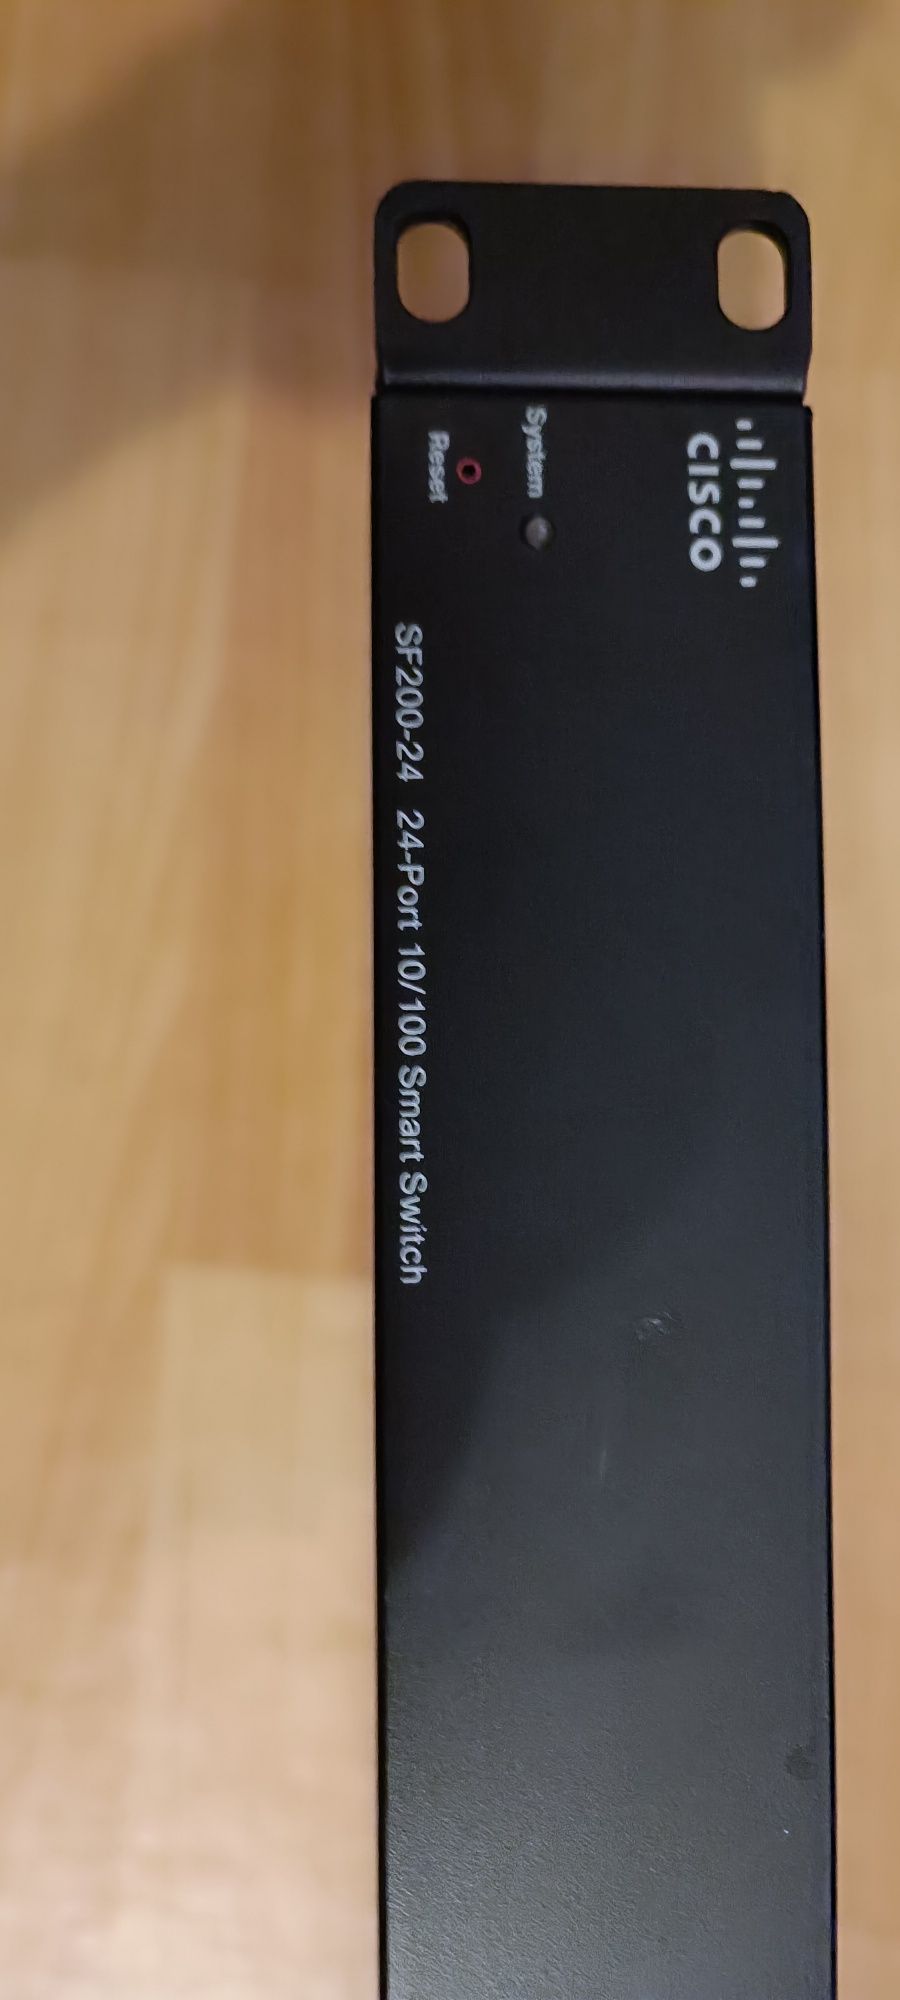 CISCO
System
Reset
SF200-24 24-Port 10/100 Smart Switch